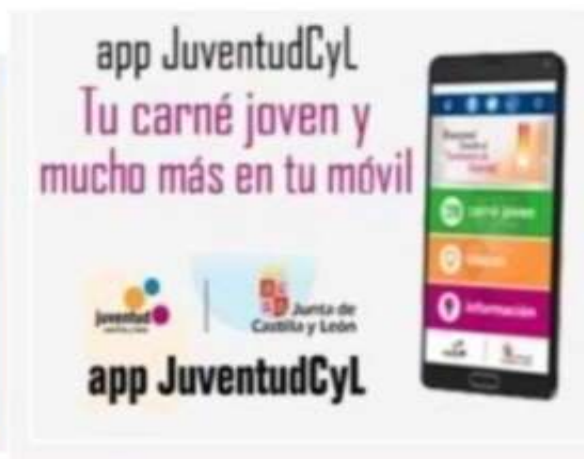 app JuventudCyL
Tu carné joven y
mucho más en tu móvil
carné joven
información
juventud
Junta de
Castilla y León
app JuventudCyL